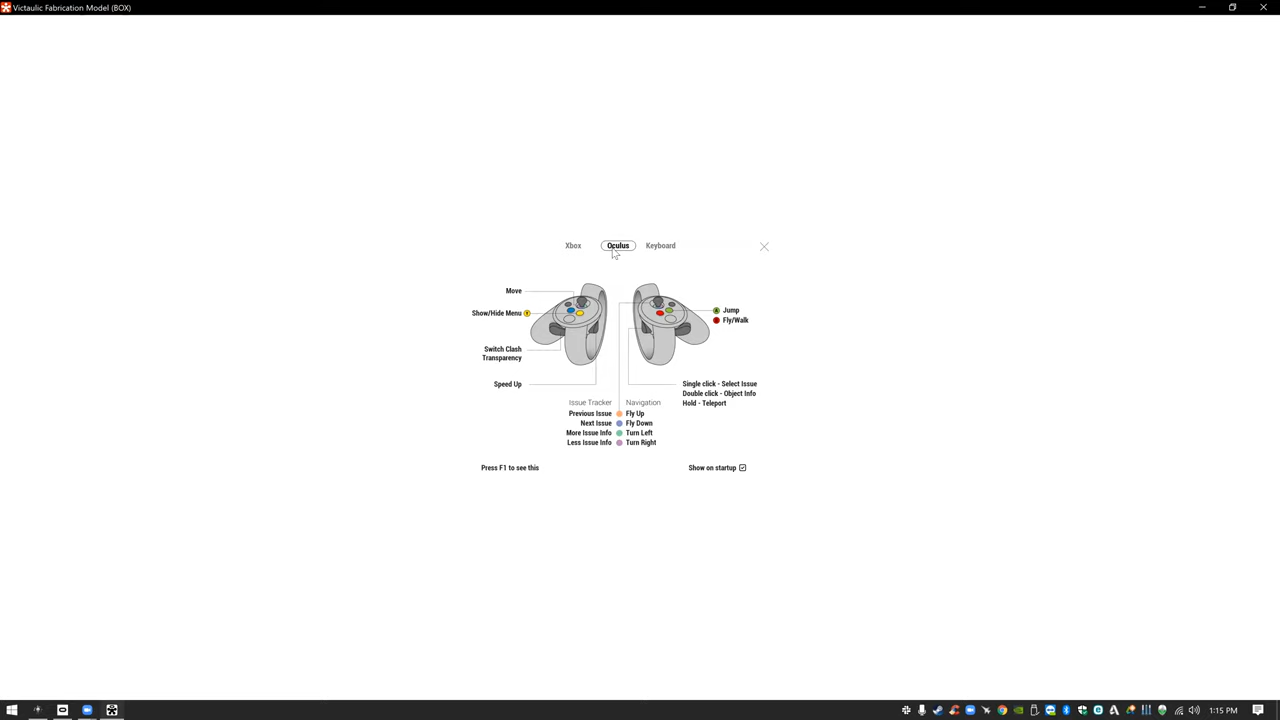 Victaulic Fabrication Model (BOX)
Xbox
Oculus
Keyboard
Move
Show/Hide Menu Y
Switch Clash
Transparency
Speed Up
A Jump
Fly/Walk
Single click - Select Issue
Double click - Object Info
Hold - Teleport
Issue Tracker Navigation
Previous Issue Fly Up
Next Issue Fly Down
More Issue Info Turn Left
Less Issue Info Turn Right
Press F1 to see this
Show on startup
1:15 PM